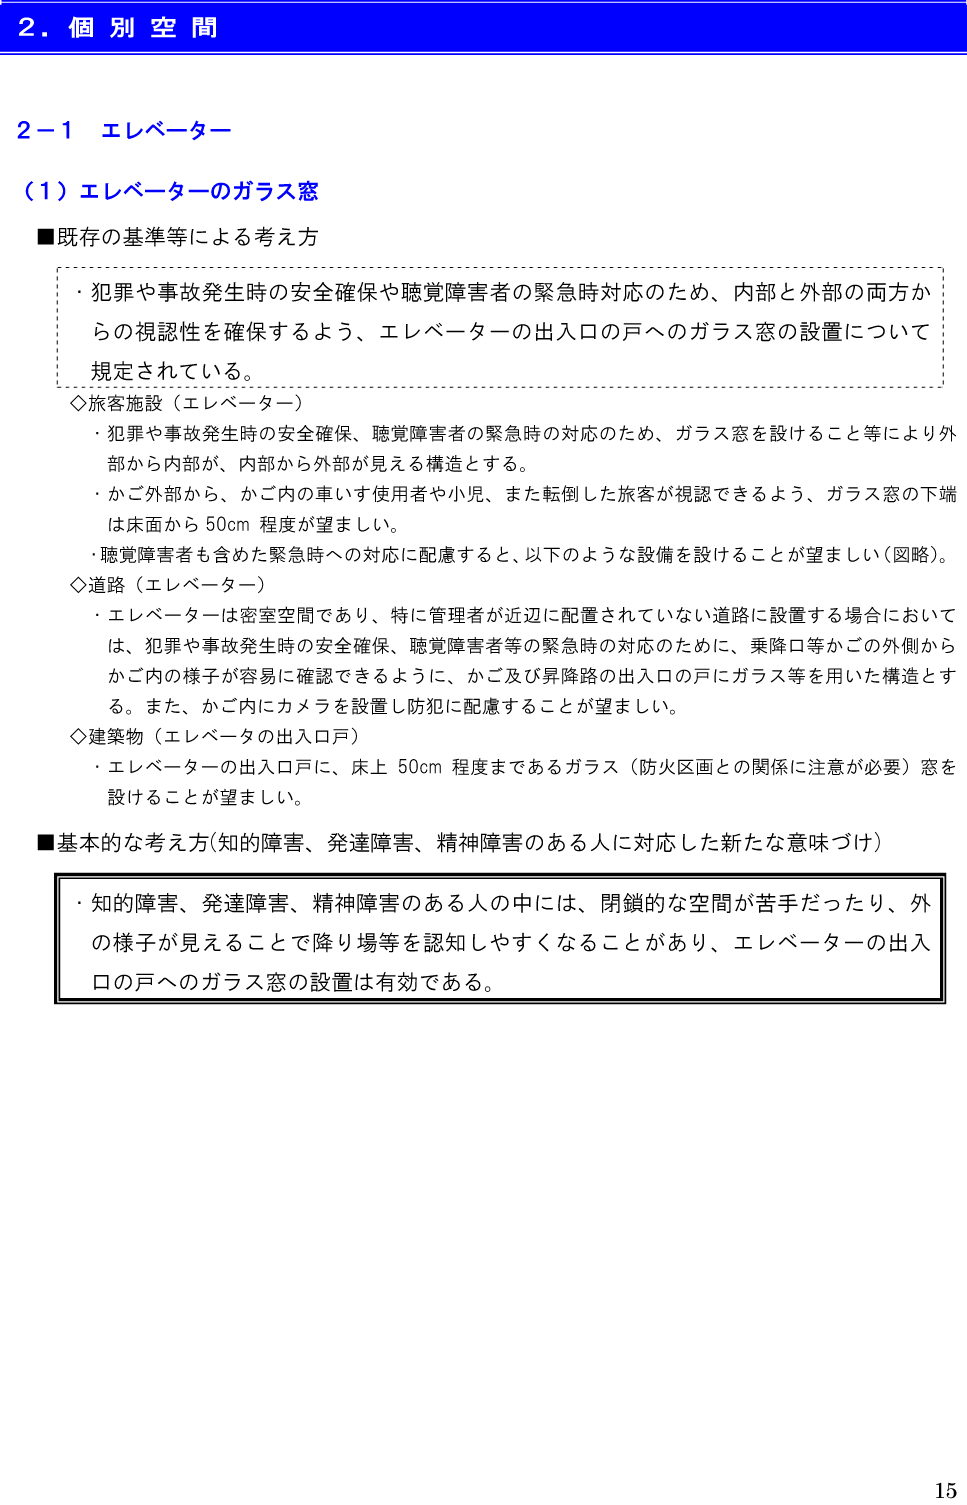 ２．個別空間
２－１　エレベーター
（１）エレベーターのガラス窓
■既存の基準等による考え方
・犯罪や事故発生時の安全確保や聴覚障害者の緊急時対応のため、内部と外部の両方か
らの視認性を確保するよう、エレベーターの出入口の戸へのガラス窓の設置について
規定されている。
◇旅客施設（エレベーター）
・犯罪や事故発生時の安全確保、聴覚障害者の緊急時の対応のため、ガラス窓を設けること等により外
部から内部が、内部から外部が見える構造とする。
・かご外部から、かご内の車いす使用者や小児、また転倒した旅客が視認できるよう、ガラス窓の下端
は床面から 50cm 程度が望ましい。
・聴覚障害者も含めた緊急時への対応に配慮すると、以下のような設備を設けることが望ましい（図略）。
◇道路（エレベーター）
・エレベーターは密室空間であり、特に管理者が近辺に配置されていない道路に設置する場合において
は、犯罪や事故発生時の安全確保、聴覚障害者等の緊急時の対応のために、乗降口等かごの外側から
かご内の様子が容易に確認できるように、かご及び昇降路の出入口の戸にガラス等を用いた構造とす
る。また、かご内にカメラを設置し防犯に配慮することが望ましい。
◇建築物（エレベータの出入口戸）
・エレベーターの出入口戸に、床上 50cm 程度まであるガラス（防火区画との関係に注意が必要）窓を
設けることが望ましい。
■基本的な考え方(知的障害、発達障害、精神障害のある人に対応した新たな意味づけ)
・知的障害、発達障害、精神障害のある人の中には、閉鎖的な空間が苦手だったり、外
の様子が見えることで降り場等を認知しやすくなることがあり、エレベーターの出入
口の戸へのガラス窓の設置は有効である。
15